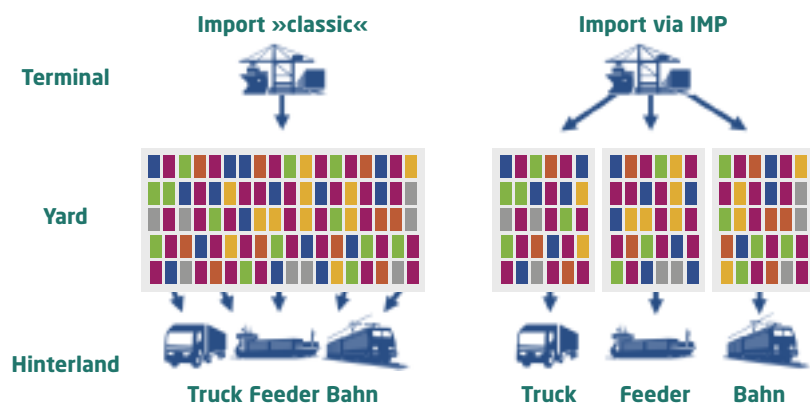 Import »classic«
Import via IMP
Terminal
Yard
Hinterland
Truck Feeder Bahn
Truck
Feeder
Bahn